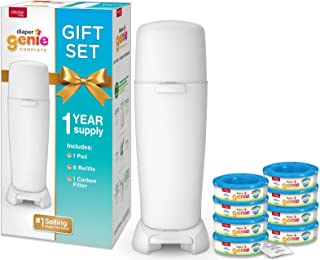 playtex
diaper
genie
COMPLETE
GIFT
SET
1 YEAR
supply
Includes:
1 Pail
8 Refills
1 Carbon
Filter
#1 Selling
diaper
genie
diaper
genie
diaper
genie
diaper
genie
diaper
genie
diaper
genie
diaper
genie
diaper
genie